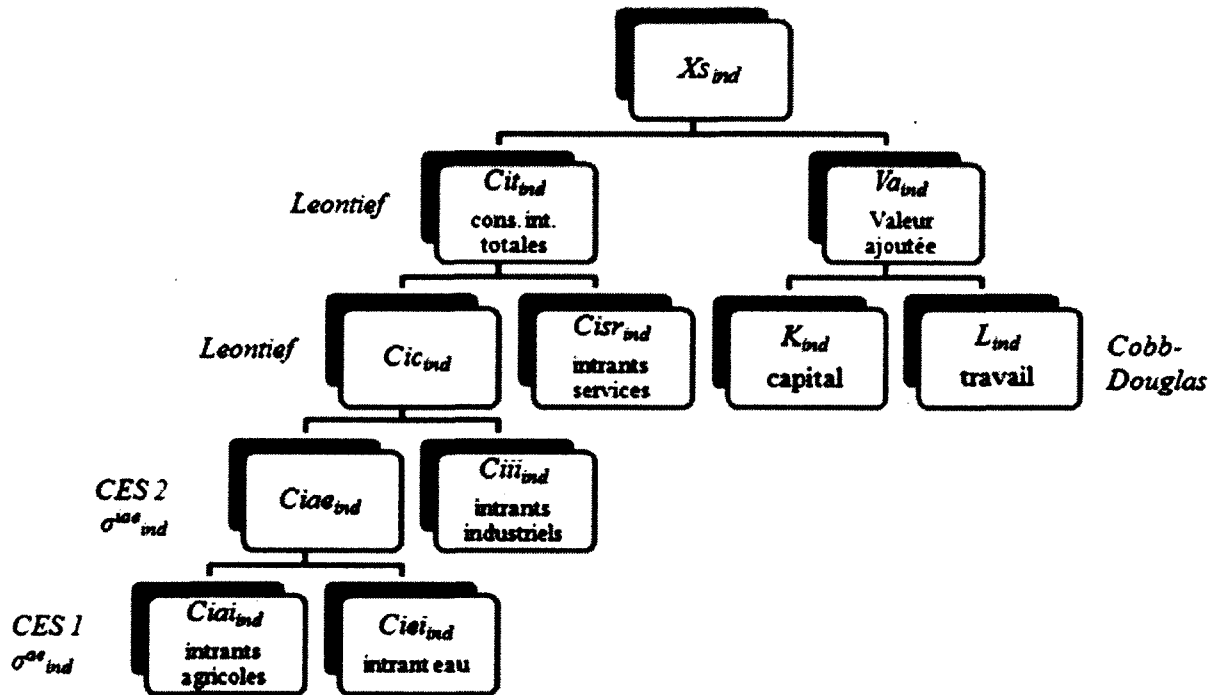 Xs_ind
Leontief
Cit_ind
cons. int.
totales
Va_ind
Valeur
ajoutée
Leontief
Cic_ind
Cisr_ind
intrants
services
K_ind
capital
L_ind
travail
Cobb-
Douglas
CES 2
σ^iae_ind
Ciae_ind
Ciii_ind
intrants
industriels
CES 1
σ^ae_ind
Ciai_ind
intrants
agricoles
Ciei_ind
intrant eau